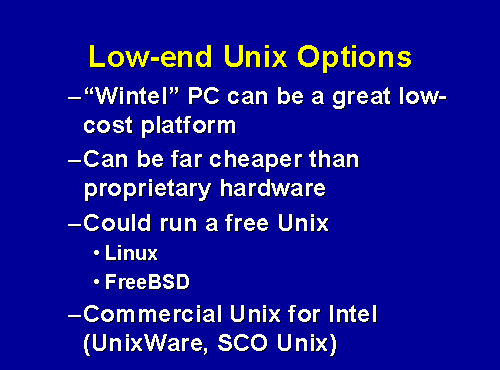 Low-end Unix Options
–“Wintel” PC can be a great low-
cost platform
–Can be far cheaper than
proprietary hardware
–Could run a free Unix
• Linux
• FreeBSD
–Commercial Unix for Intel
(UnixWare, SCO Unix)